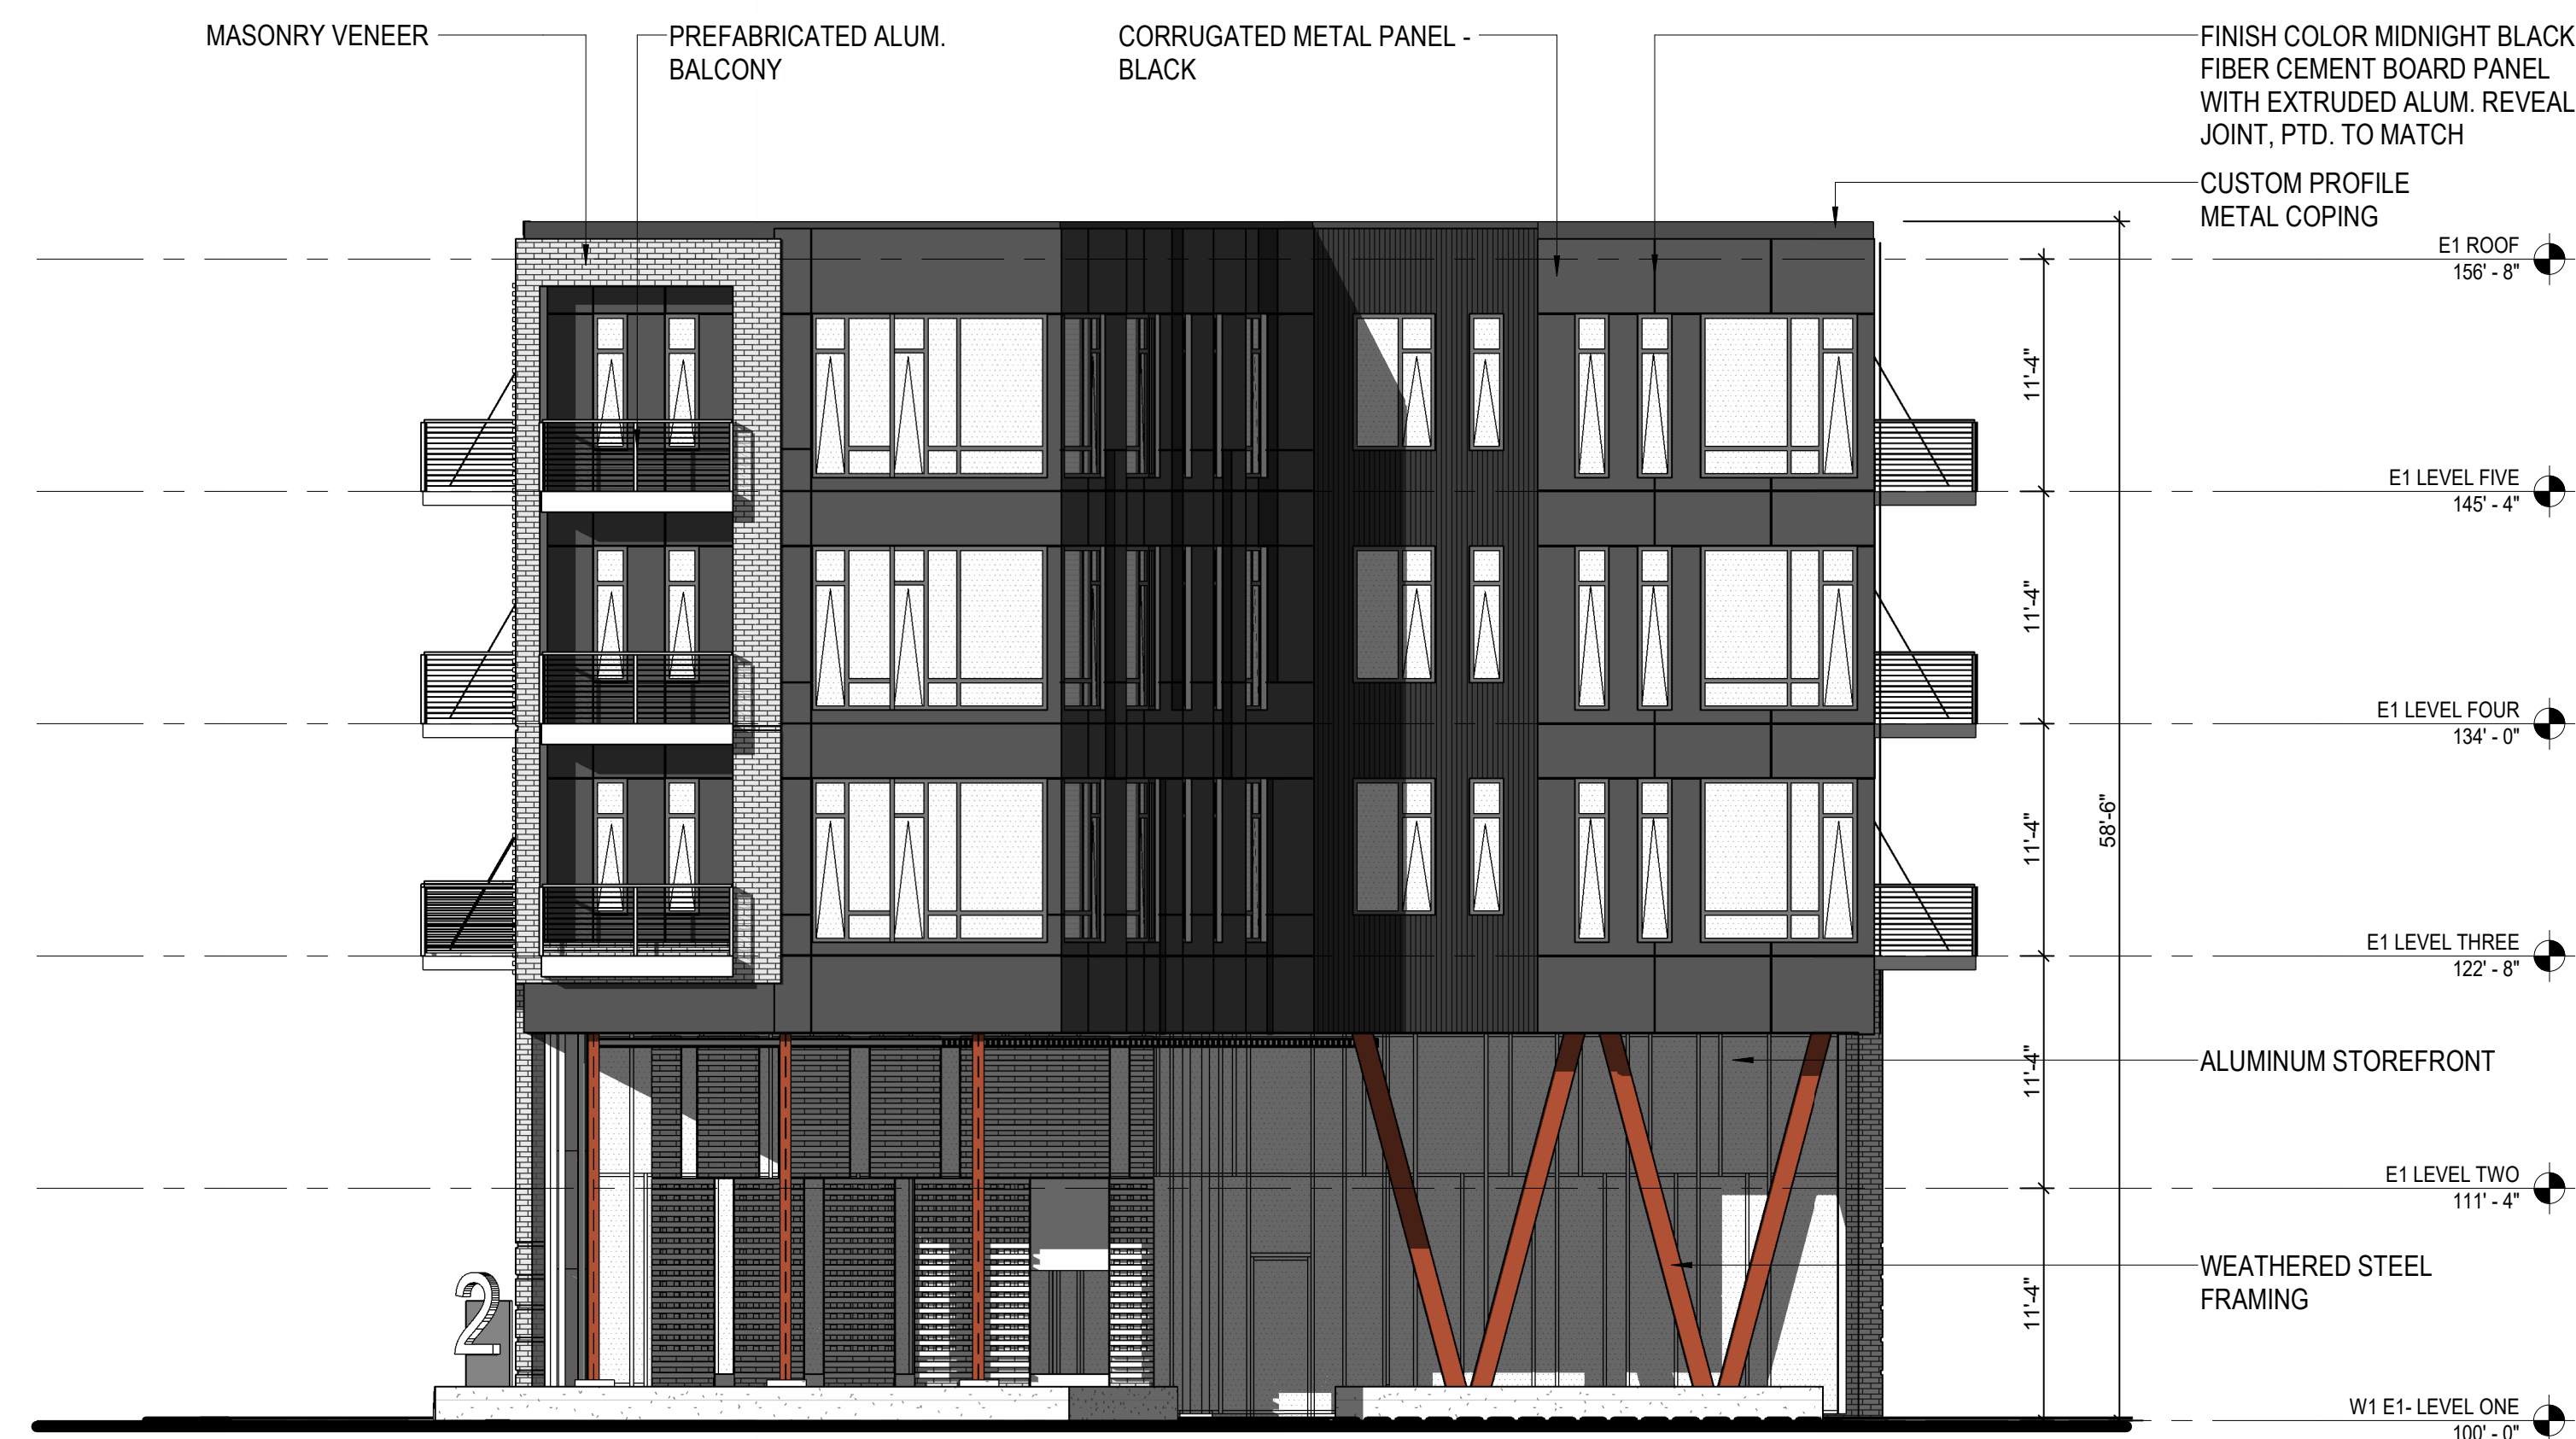 MASONRY VENEER
PREFABRICATED ALUM.
BALCONY
CORRUGATED METAL PANEL -
BLACK
FINISH COLOR MIDNIGHT BLACK
FIBER CEMENT BOARD PANEL
WITH EXTRUDED ALUM. REVEAL
JOINT, PTD. TO MATCH
CUSTOM PROFILE
METAL COPING
E1 ROOF
156' - 8"
11'-4"
E1 LEVEL FIVE
145' - 4"
11'-4"
E1 LEVEL FOUR
134' - 0"
11'-4"
58'-6"
E1 LEVEL THREE
122' - 8"
11'-4"
ALUMINUM STOREFRONT
E1 LEVEL TWO
111' - 4"
WEATHERED STEEL
FRAMING
11'-4"
2
W1 E1- LEVEL ONE
100' - 0"